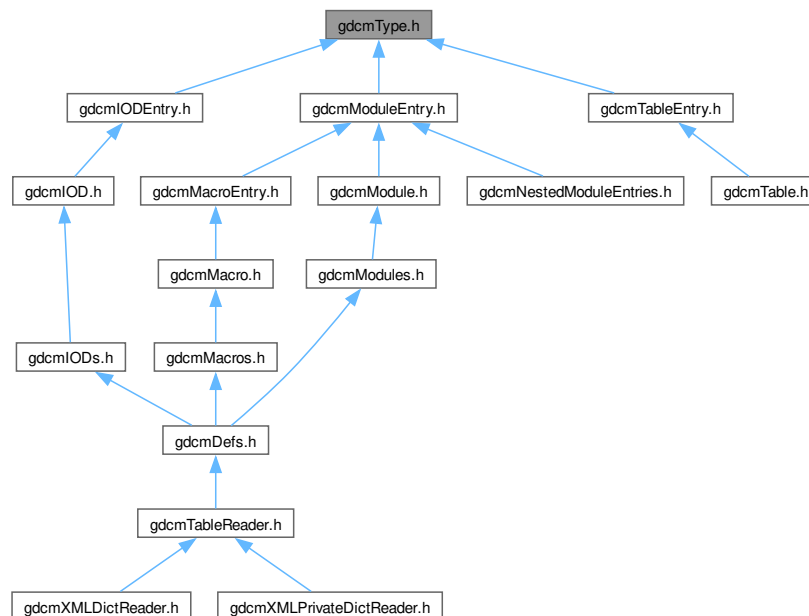 gdcmType.h
gdcmIODEntry.h
gdcmModuleEntry.h
gdcmTableEntry.h
gdcmIOD.h
gdcmMacroEntry.h
gdcmModule.h
gdcmNestedModuleEntries.h
gdcmTable.h
gdcmMacro.h
gdcmModules.h
gdcmIODs.h
gdcmMacros.h
gdcmDefs.h
gdcmTableReader.h
gdcmXMLDictReader.h
gdcmXMLPrivateDictReader.h